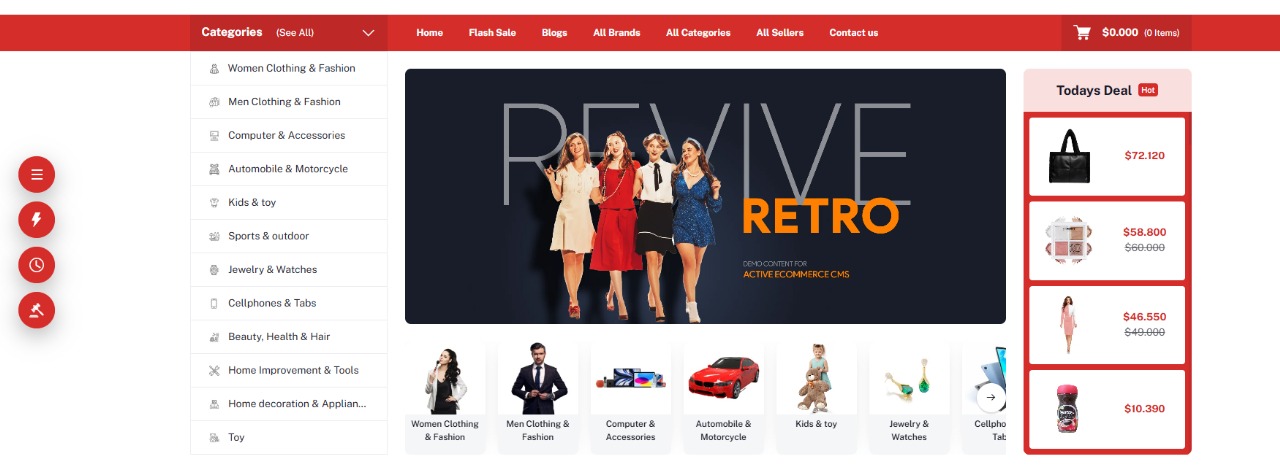 Categories (See All)
Home Flash Sale Blogs All Brands All Categories All Sellers Contact us
$0.000 (0 Items)
Women Clothing & Fashion
Men Clothing & Fashion
Computer & Accessories
Automobile & Motorcycle
Kids & toy
Sports & outdoor
Jewelry & Watches
Cellphones & Tabs
Beauty, Health & Hair
Home Improvement & Tools
Home decoration & Applian...
Toy
REVIVE
RETRO
DEMO CONTENT FOR
ACTIVE ECOMMERCE CMS
Women Clothing
& Fashion
Men Clothing &
Fashion
Computer &
Accessories
Automobile &
Motorcycle
Kids & toy
Jewelry &
Watches
Cellpho
Tab
Todays Deal Hot
$72.120
$58.800
$60.000
$46.550
$49.000
$10.390